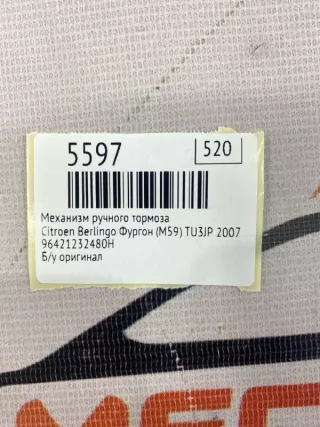 5597
520
Механизм ручного тормоза
Citroen Berlingo Фургон (M59) TU3JP 2007
96421232480H
Б/у оригинал